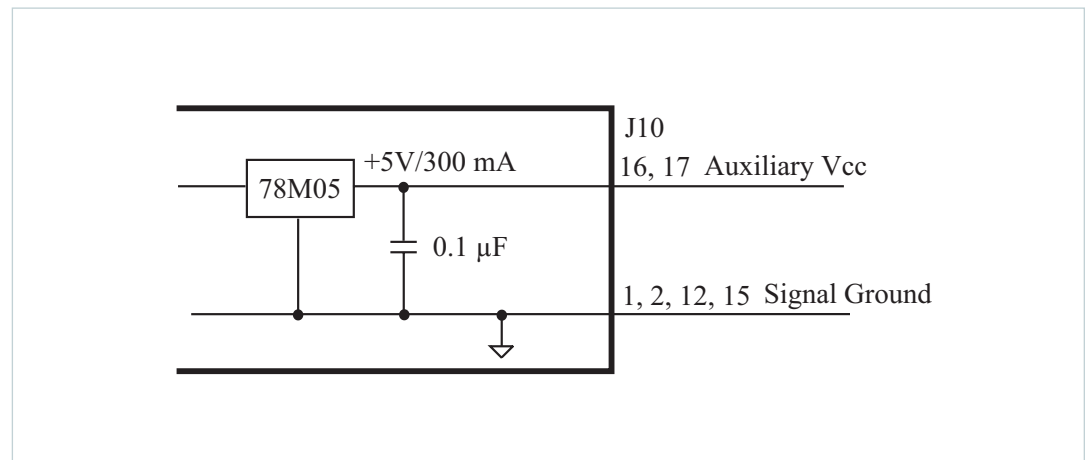 J10
+5V/300 mA
16, 17 Auxiliary Vcc
78M05
0.1 µF
1, 2, 12, 15 Signal Ground